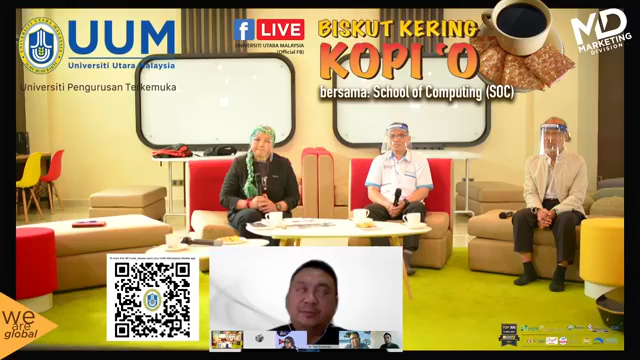 UUM
Universiti Utara Malaysia
Universiti Pengurusan Terkemuka
f LIVE
UNIVERSITI UTARA MALAYSIA
(Official FB)
BISKUT KERING
KOPI 'O
bersama: School of Computing (SOC)
MD
MARKETING
DIVISION
we
are
global